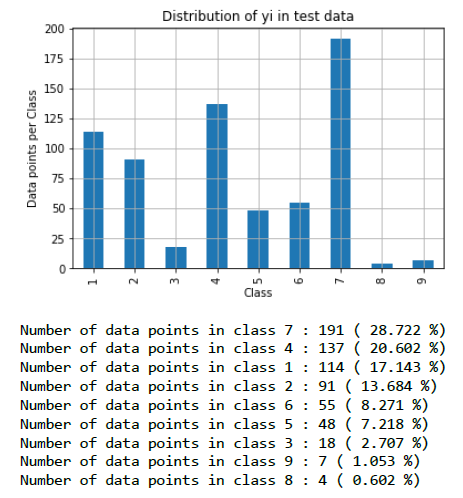 Distribution of yi in test data
200
175
150
125
100
75
50
25
0
Data points per Class
1 2 3 4 5 6 7 8 9
Class
Number of data points in class 7 : 191 ( 28.722 %)
Number of data points in class 4 : 137 ( 20.602 %)
Number of data points in class 1 : 114 ( 17.143 %)
Number of data points in class 2 : 91 ( 13.684 %)
Number of data points in class 6 : 55 ( 8.271 %)
Number of data points in class 5 : 48 ( 7.218 %)
Number of data points in class 3 : 18 ( 2.707 %)
Number of data points in class 9 : 7 ( 1.053 %)
Number of data points in class 8 : 4 ( 0.602 %)